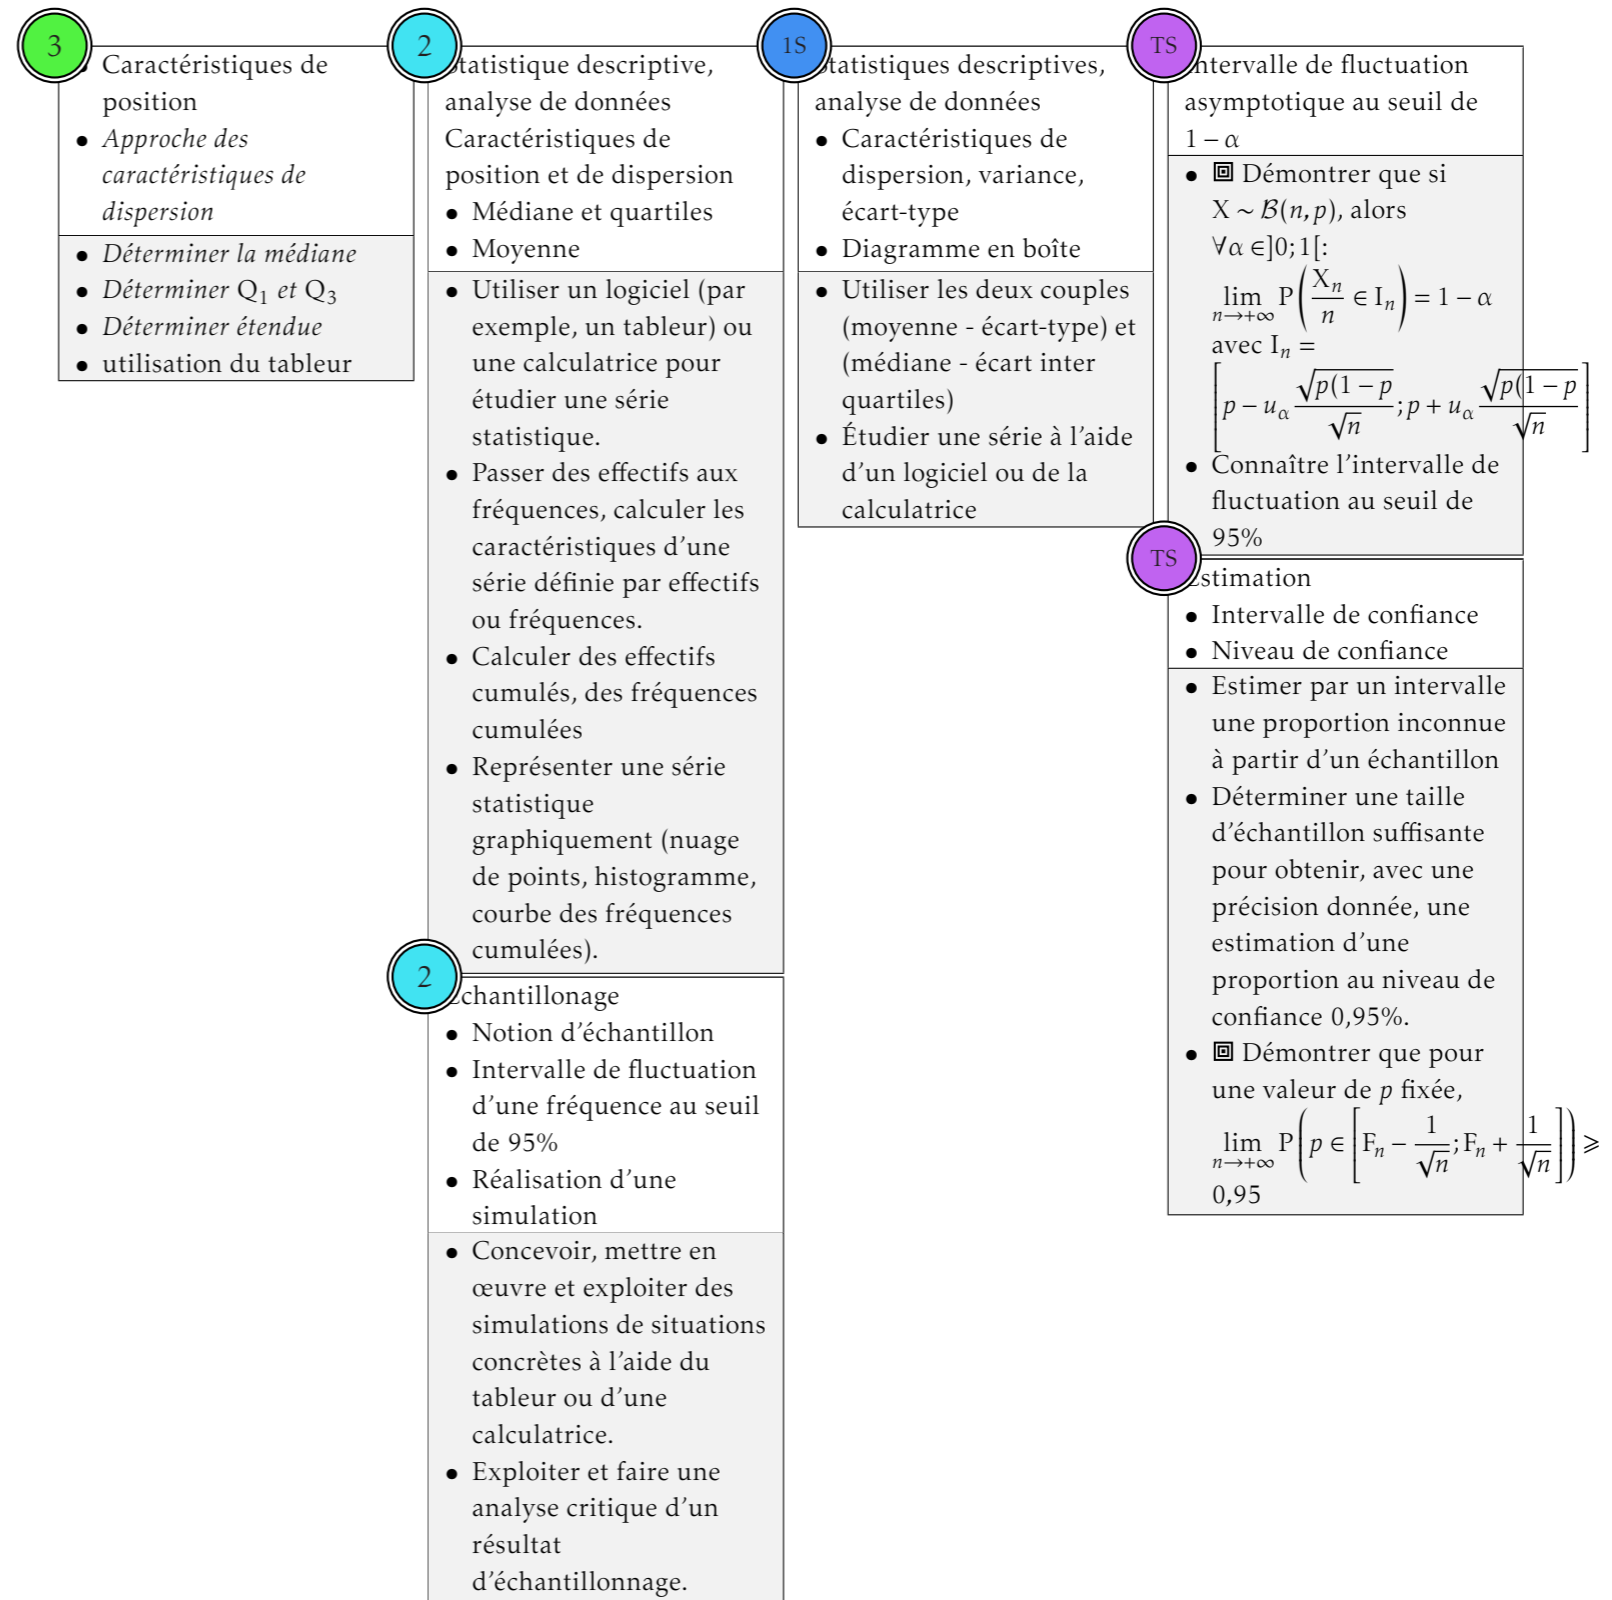 3
Caractéristiques de
position
• Approche des
caractéristiques de
dispersion
• Déterminer la médiane
• Déterminer Q₁ et Q₃
• Déterminer étendue
• utilisation du tableur
2
Statistique descriptive,
analyse de données
Caractéristiques de
position et de dispersion
• Médiane et quartiles
• Moyenne
• Utiliser un logiciel (par
exemple, un tableur) ou
une calculatrice pour
étudier une série
statistique.
• Passer des effectifs aux
fréquences, calculer les
caractéristiques d'une
série définie par effectifs
ou fréquences.
• Calculer des effectifs
cumulés, des fréquences
cumulées
• Représenter une série
statistique
graphiquement (nuage
de points, histogramme,
courbe des fréquences
cumulées).
2
Echantillonage
• Notion d'échantillon
• Intervalle de fluctuation
d'une fréquence au seuil
de 95%
• Réalisation d'une
simulation
• Concevoir, mettre en
œuvre et exploiter des
simulations de situations
concrètes à l'aide du
tableur ou d'une
calculatrice.
• Exploiter et faire une
analyse critique d'un
résultat
d'échantillonnage.
1S
Statistiques descriptives,
analyse de données
• Caractéristiques de
dispersion, variance,
écart-type
• Diagramme en boîte
• Utiliser les deux couples
(moyenne - écart-type) et
(médiane - écart inter
quartiles)
• Étudier une série à l'aide
d'un logiciel ou de la
calculatrice
TS
Intervalle de fluctuation
asymptotique au seuil de
1 − α
• Démontrer que si
X ∼ B(n,p), alors
∀α ∈]0;1[:
lim n→+∞ P(Xₙ/n ∈ Iₙ) = 1 − α
avec Iₙ =
[p − u_α √(p(1 − p)/√n ; p + u_α √(p(1 − p)/√n]
• Connaître l'intervalle de
fluctuation au seuil de
95%
TS
Estimation
• Intervalle de confiance
• Niveau de confiance
• Estimer par un intervalle
une proportion inconnue
à partir d'un échantillon
• Déterminer une taille
d'échantillon suffisante
pour obtenir, avec une
précision donnée, une
estimation d'une
proportion au niveau de
confiance 0,95%.
• Démontrer que pour
une valeur de p fixée,
lim n→+∞ P(p ∈ [Fₙ − 1/√n ; Fₙ + 1/√n]) ⩾
0,95